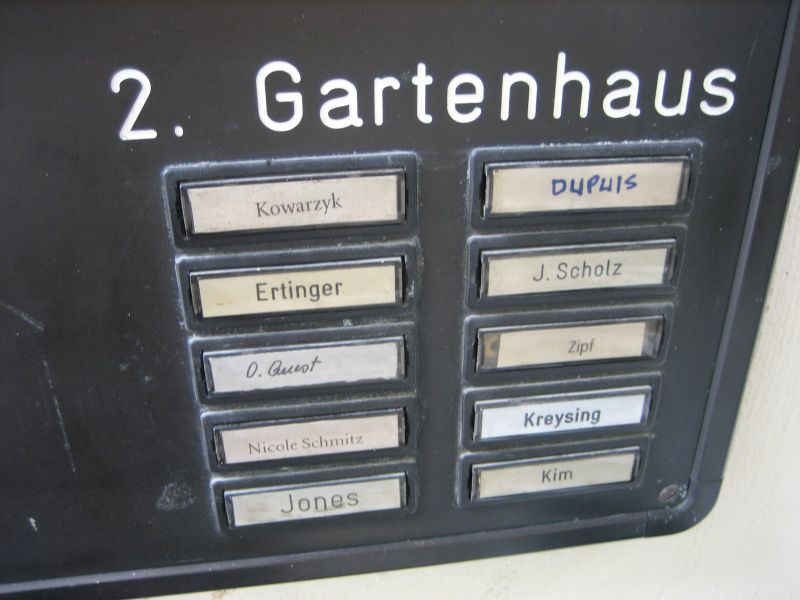 2. Gartenhaus
Kowarzyk
Ertinger
O. Quest
Nicole Schmitz
Jones
DUPUIS
J. Scholz
Zipf
Kreysing
Kim